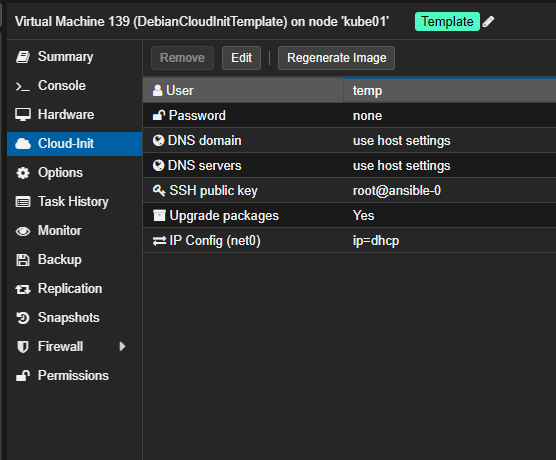 Virtual Machine 139 (DebianCloudInitTemplate) on node 'kube01' Template
Summary
Console
Hardware
Cloud-Init
Options
Task History
Monitor
Backup
Replication
Snapshots
Firewall
Permissions
Remove Edit Regenerate Image
User temp
Password none
DNS domain use host settings
DNS servers use host settings
SSH public key root@ansible-0
Upgrade packages Yes
IP Config (net0) ip=dhcp